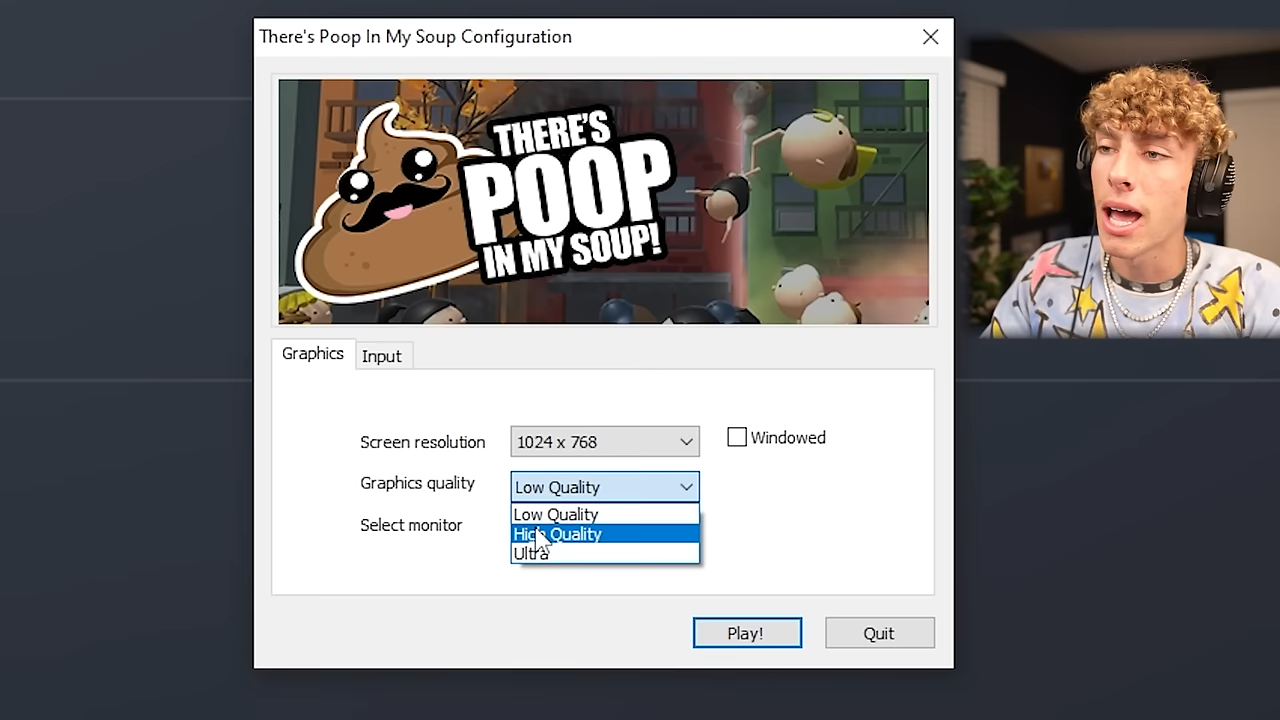 There's Poop In My Soup Configuration
THERE'S
POOP
IN MY SOUP!
Graphics
Input
Screen resolution
1024 x 768
Windowed
Graphics quality
Low Quality
Low Quality
High Quality
Ultra
Select monitor
Play!
Quit